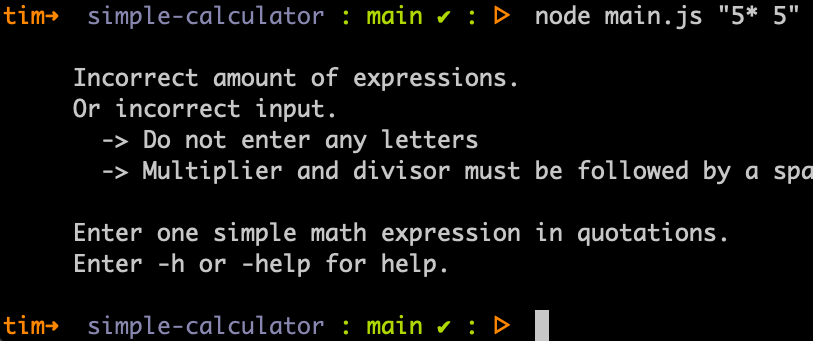 tim→ simple-calculator : main ✔ : ▷ node main.js "5* 5"
Incorrect amount of expressions.
Or incorrect input.
-> Do not enter any letters
-> Multiplier and divisor must be followed by a spa
Enter one simple math expression in quotations.
Enter -h or -help for help.
tim→ simple-calculator : main ✔ : ▷